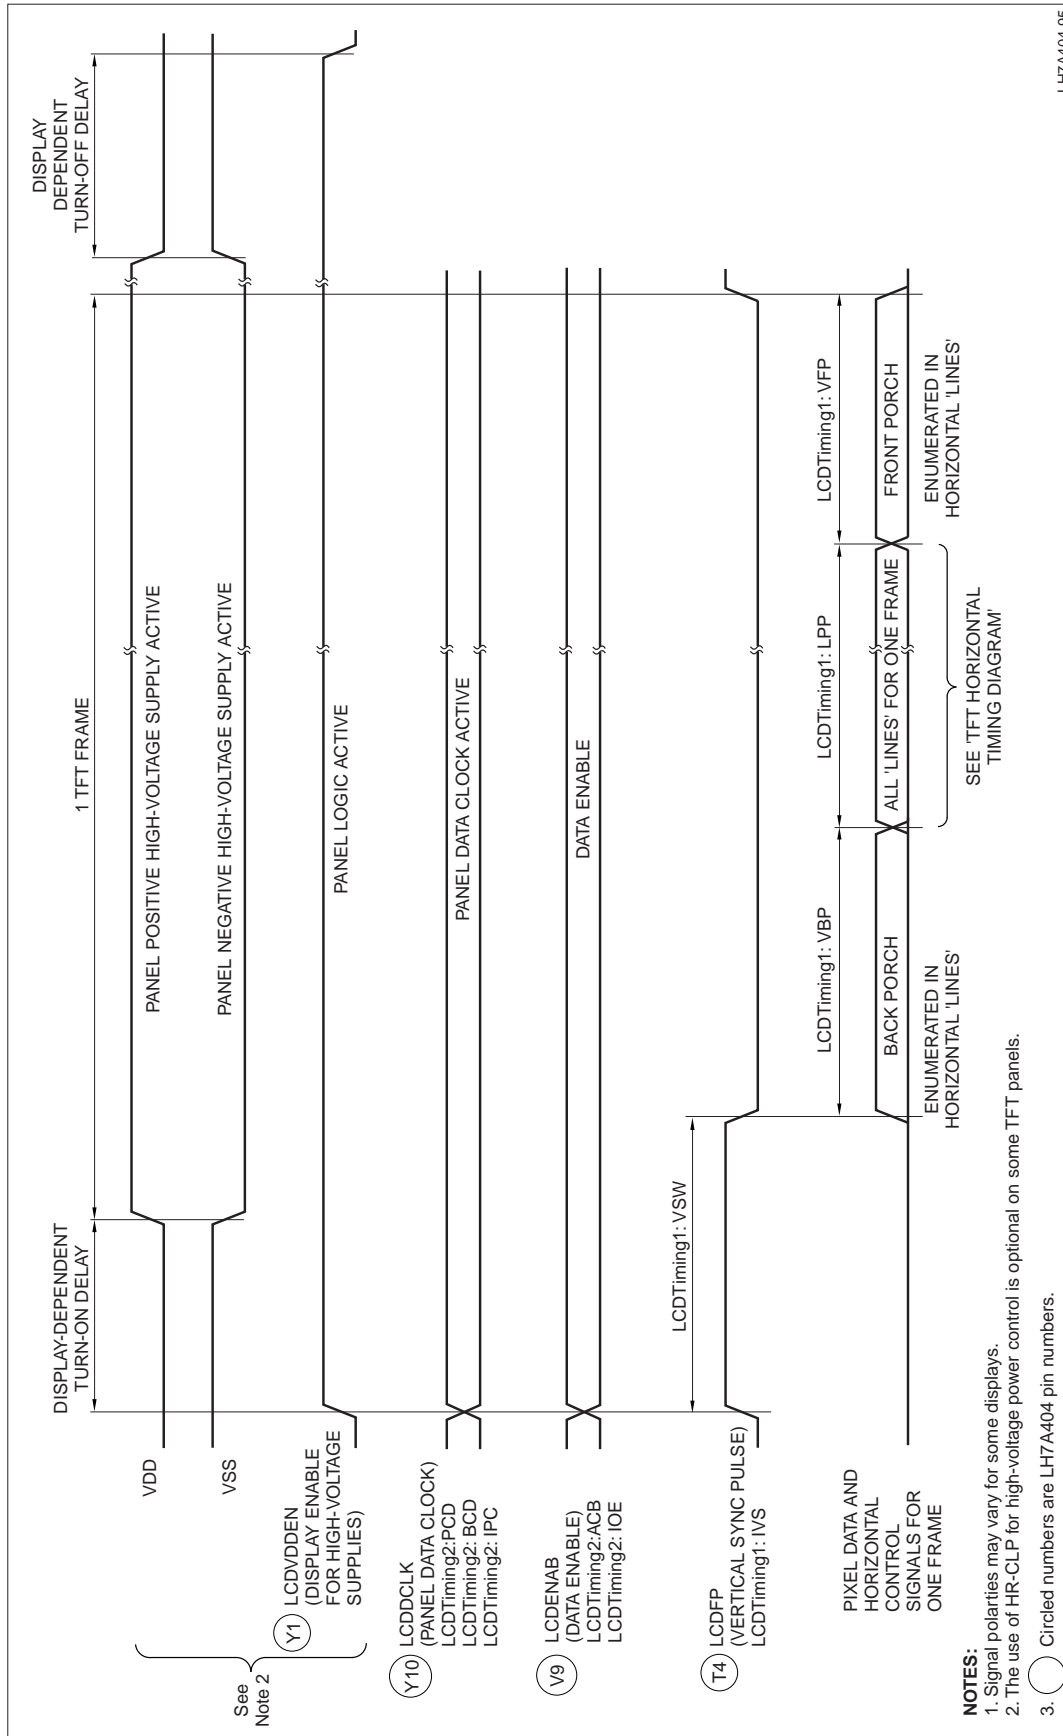 DISPLAY-DEPENDENT
TURN-ON DELAY
1 TFT FRAME
DISPLAY
DEPENDENT
TURN-OFF DELAY
VDD
PANEL POSITIVE HIGH-VOLTAGE SUPPLY ACTIVE
VSS
PANEL NEGATIVE HIGH-VOLTAGE SUPPLY ACTIVE
See
Note 2
Y1
LCDVDDEN
(DISPLAY ENABLE
FOR HIGH-VOLTAGE
SUPPLIES)
PANEL LOGIC ACTIVE
Y10
LCDDCLK
(PANEL DATA CLOCK)
LCDTiming2:PCD
LCDTiming2: BCD
LCDTiming2: IPC
PANEL DATA CLOCK ACTIVE
V9
LCDENAB
(DATA ENABLE)
LCDTiming2:ACB
LCDTiming2: IOE
DATA ENABLE
LCDTiming1: VSW
T4
LCDFP
(VERTICAL SYNC PULSE)
LCDTiming1: IVS
LCDTiming1: VBP
LCDTiming1: LPP
LCDTiming1: VFP
PIXEL DATA AND
HORIZONTAL
CONTROL
SIGNALS FOR
ONE FRAME
BACK PORCH
ALL 'LINES' FOR ONE FRAME
FRONT PORCH
ENUMERATED IN
HORIZONTAL 'LINES'
SEE 'TFT HORIZONTAL
TIMING DIAGRAM'
ENUMERATED IN
HORIZONTAL 'LINES'
NOTES:
1. Signal polarties may vary for some displays.
2. The use of HR-CLP for high-voltage power control is optional on some TFT panels.
3. Circled numbers are LH7A404 pin numbers.
LH7A404-95